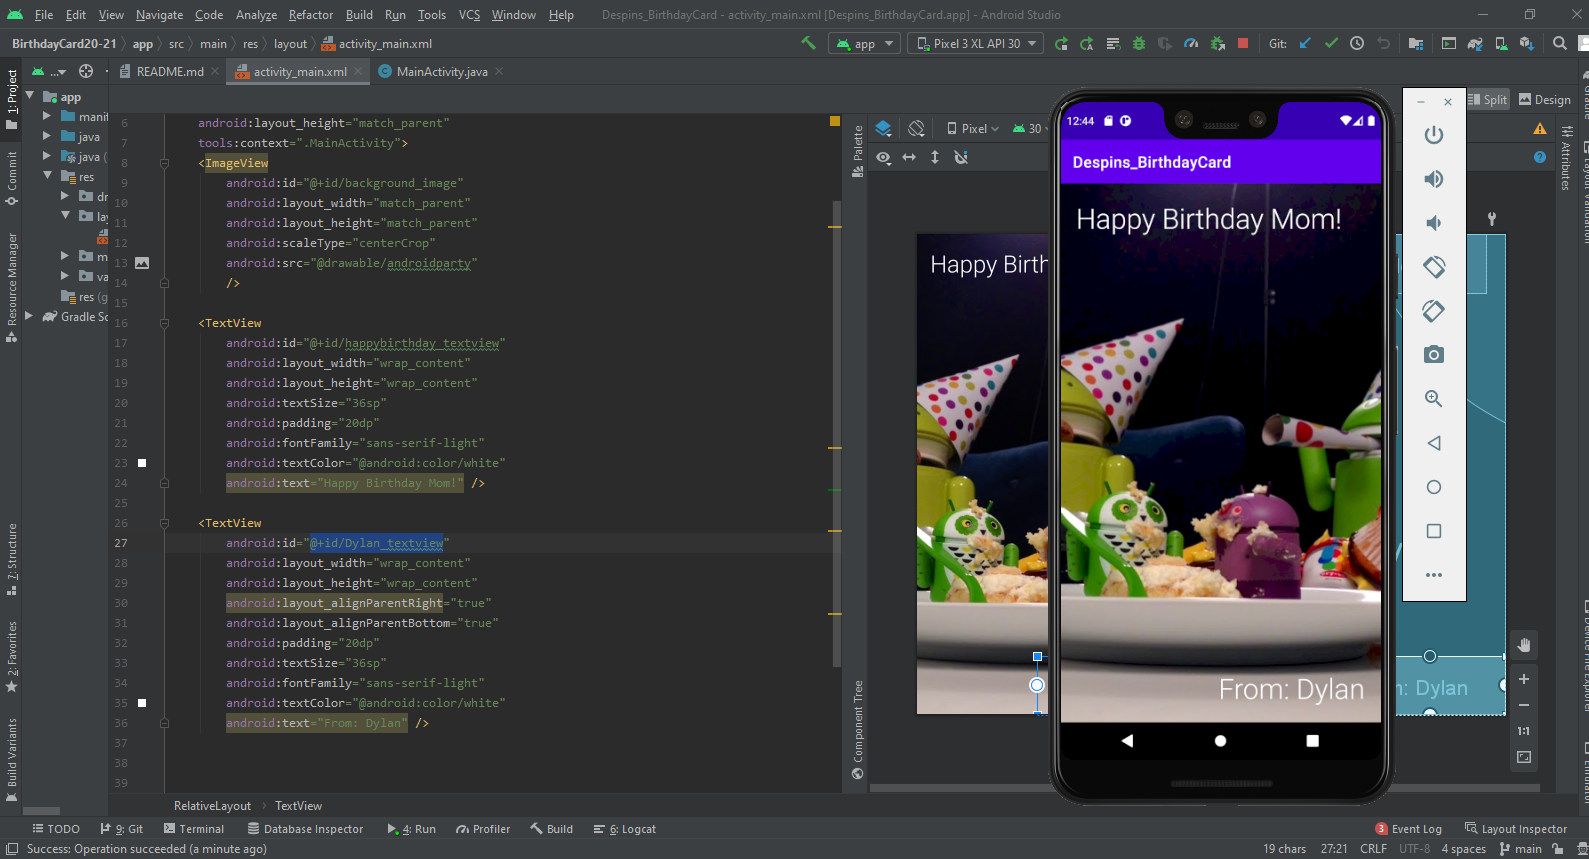 File Edit View Navigate Code Analyze Refactor Build Run Tools VCS Window Help Despins_BirthdayCard - activity_main.xml [Despins_BirthdayCard.app] - Android Studio
BirthdayCard20-21 app src main res layout activity_main.xml app Pixel 3 XL API 30 Git:
... README.md activity_main.xml MainActivity.java
1: Project
Commit
Resource Manager
7: Structure
2: Favorites
Build Variants
app
manif
java
java (
res
dr
lay
m
va
res (g
Gradle Sc
Split Design
Palette
Pixel 30
Attributes
Component Tree
6 android:layout_height="match_parent"
7 tools:context=".MainActivity">
8 <ImageView
9 android:id="@+id/background_image"
10 android:layout_width="match_parent"
11 android:layout_height="match_parent"
12 android:scaleType="centerCrop"
13 android:src="@drawable/androidparty"
14 />
15
16 <TextView
17 android:id="@+id/happybirthday_textview"
18 android:layout_width="wrap_content"
19 android:layout_height="wrap_content"
20 android:textSize="36sp"
21 android:padding="20dp"
22 android:fontFamily="sans-serif-light"
23 android:textColor="@android:color/white"
24 android:text="Happy Birthday Mom!" />
25
26 <TextView
27 android:id="@+id/Dylan_textview"
28 android:layout_width="wrap_content"
29 android:layout_height="wrap_content"
30 android:layout_alignParentRight="true"
31 android:layout_alignParentBottom="true"
32 android:padding="20dp"
33 android:textSize="36sp"
34 android:fontFamily="sans-serif-light"
35 android:textColor="@android:color/white"
36 android:text="From: Dylan" />
37
38
39
Happy Birth
12:44
Despins_BirthdayCard
Happy Birthday Mom!
From: Dylan
n: Dylan
1:1
RelativeLayout TextView
TODO 9: Git Terminal Database Inspector 4: Run Profiler Build 6: Logcat 3 Event Log Layout Inspector
Success: Operation succeeded (a minute ago) 19 chars 27:21 CRLF UTF-8 4 spaces main